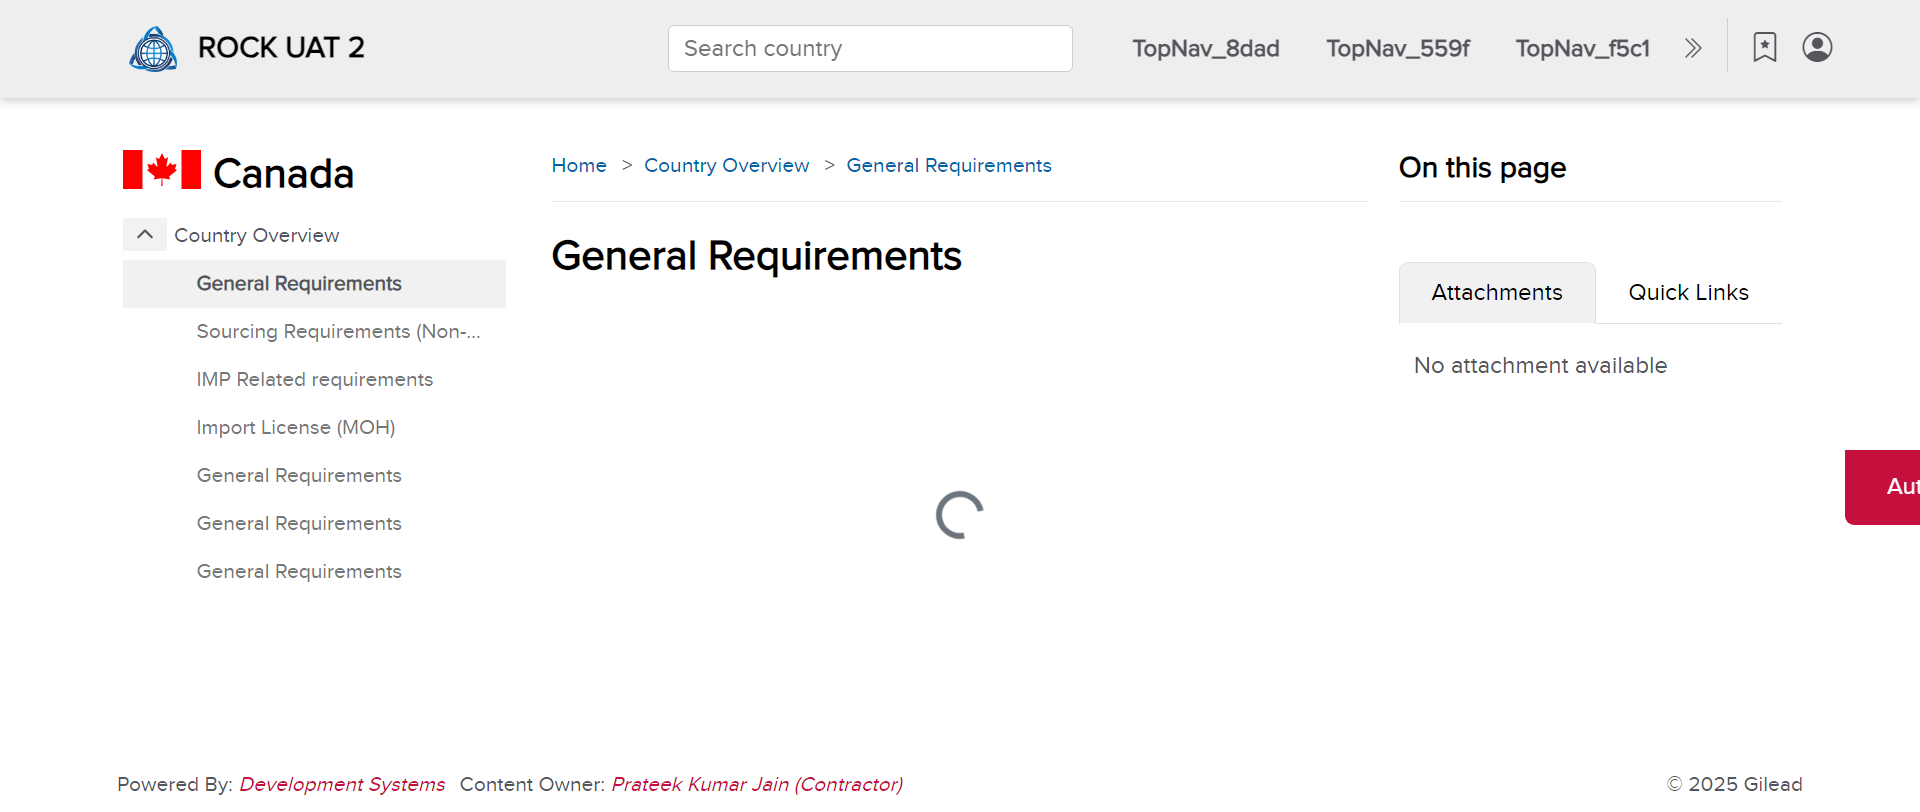 ROCK UAT 2
Search country
TopNav_8dad
TopNav_559f
TopNav_f5c1
Canada
Country Overview
General Requirements
Sourcing Requirements (Non-...
IMP Related requirements
Import License (MOH)
General Requirements
General Requirements
General Requirements
Home > Country Overview > General Requirements
General Requirements
On this page
Attachments
Quick Links
No attachment available
Aut
Powered By: Development Systems Content Owner: Prateek Kumar Jain (Contractor)
© 2025 Gilead